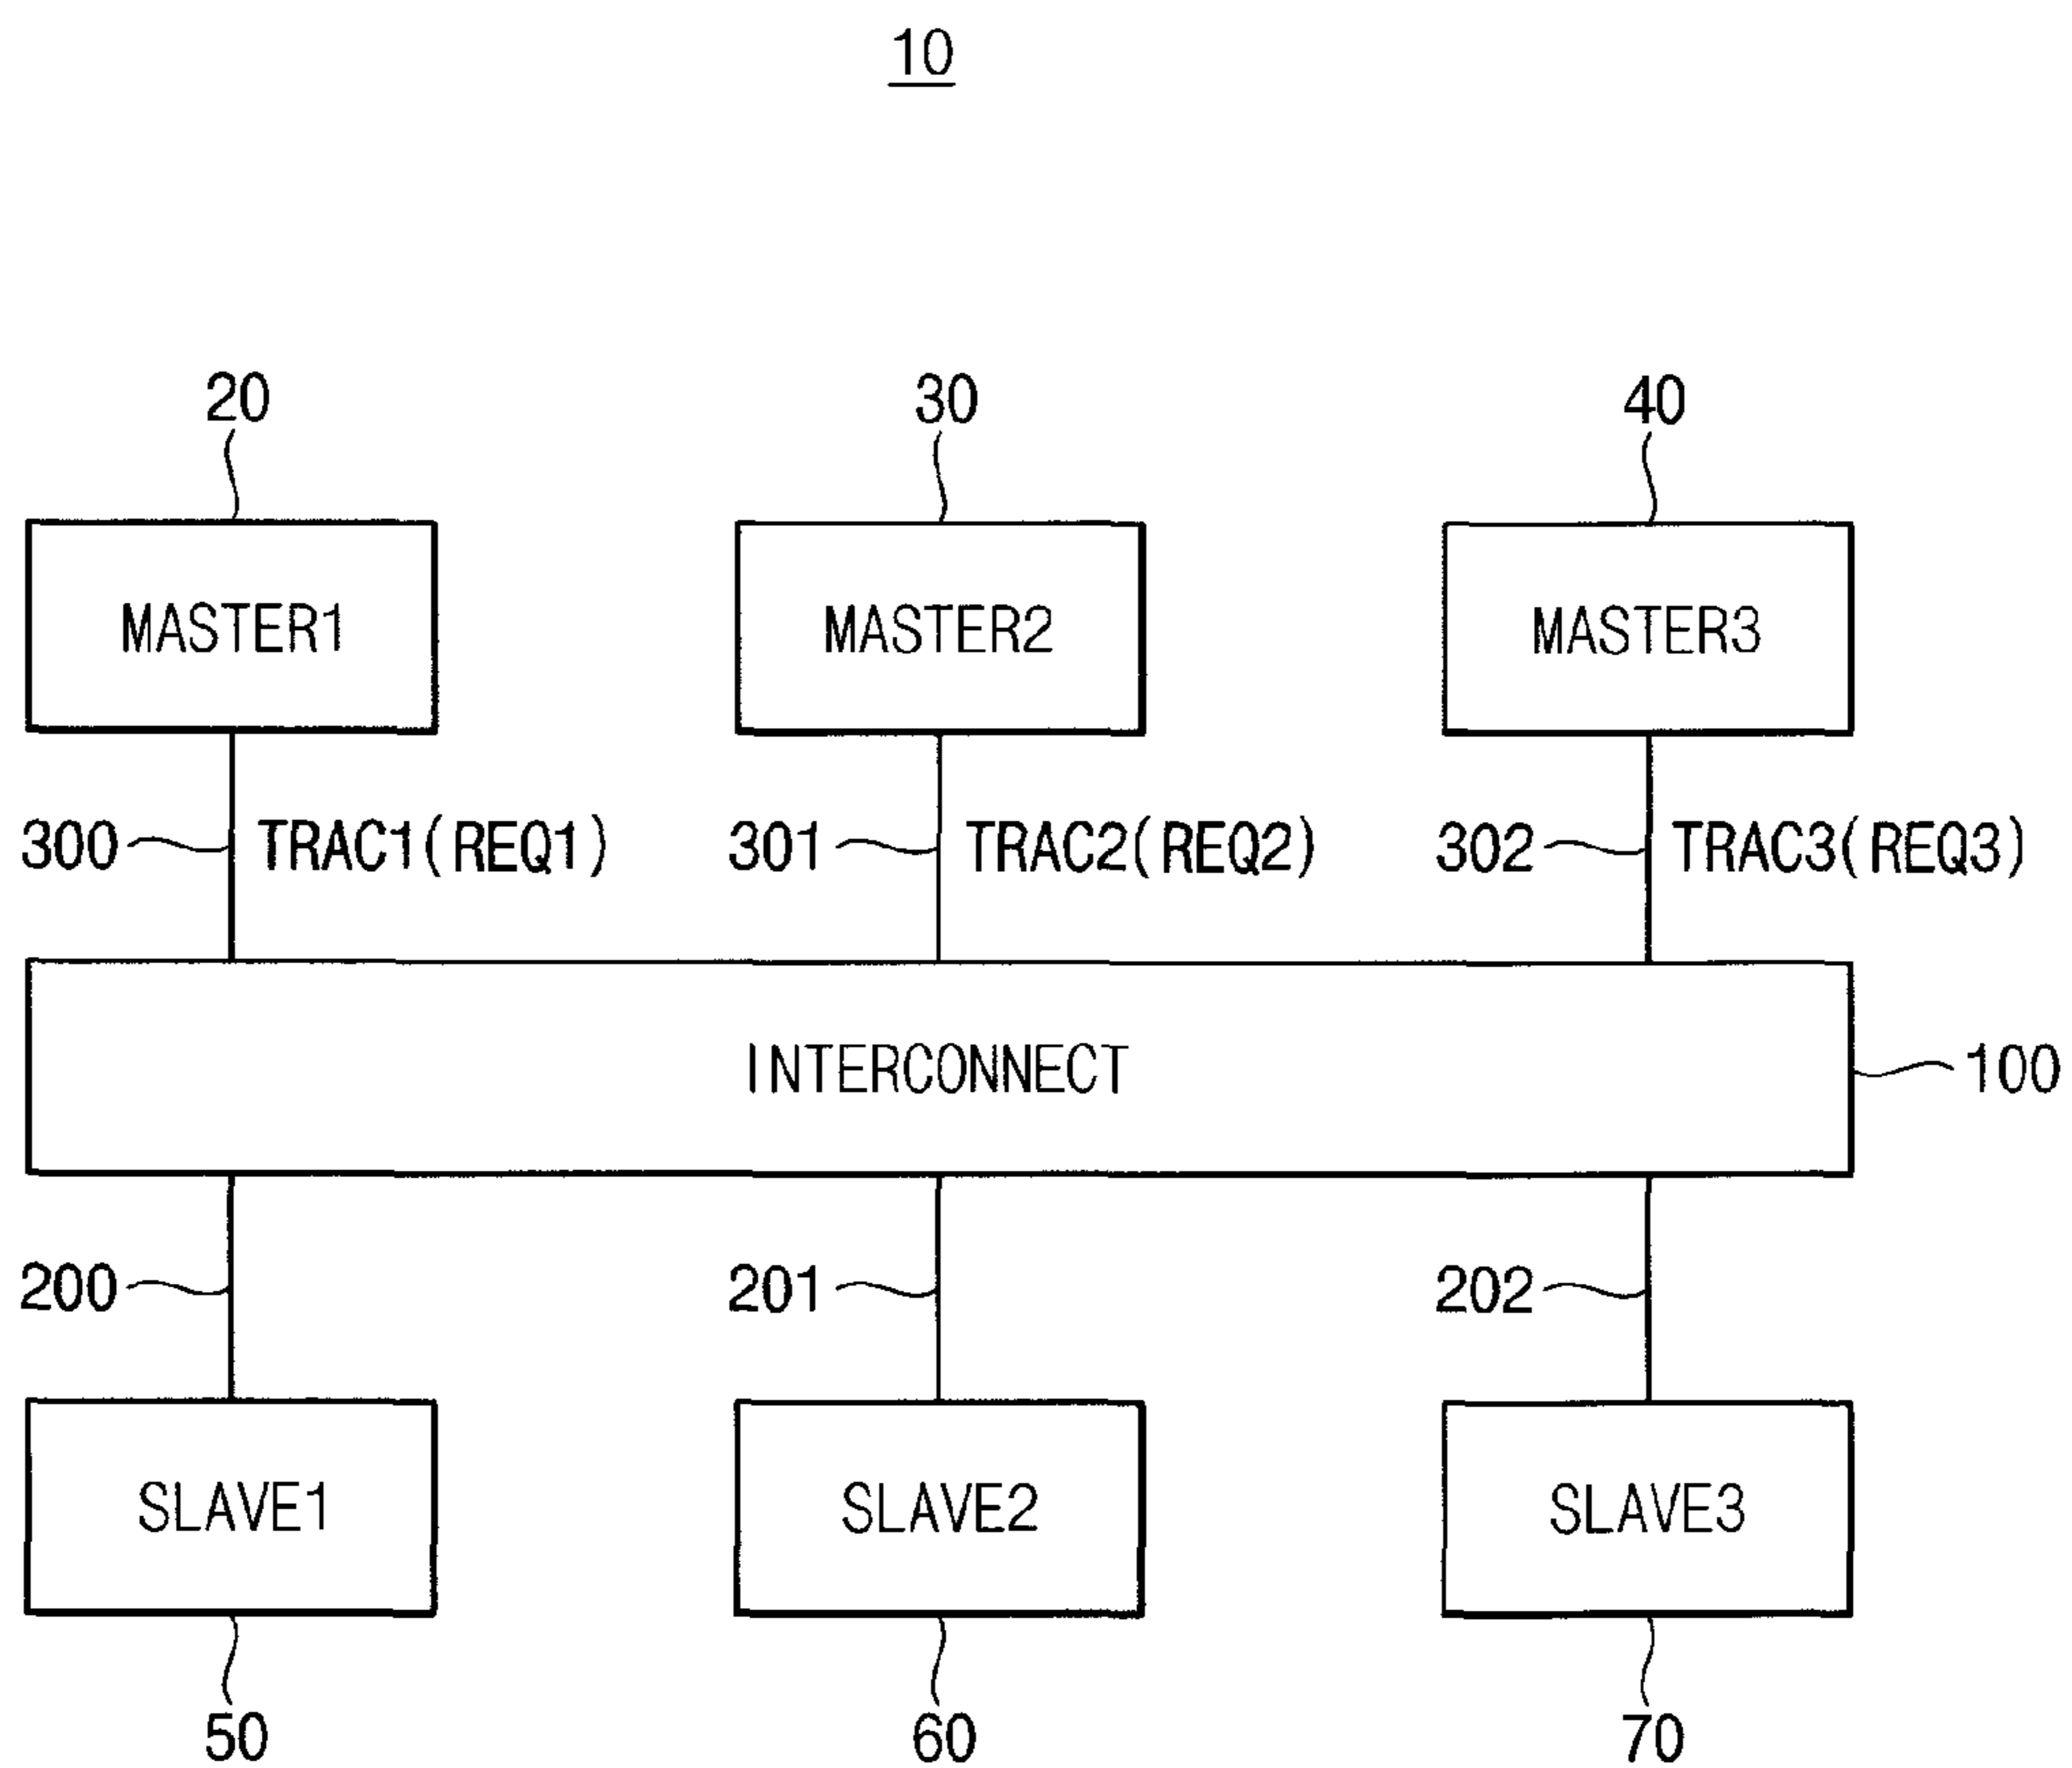 10
20 30 40
MASTER1 MASTER2 MASTER3
300 TRAC1(REQ1) 301 TRAC2(REQ2) 302 TRAC3(REQ3)
INTERCONNECT 100
200 201 202
SLAVE1 SLAVE2 SLAVE3
50 60 70